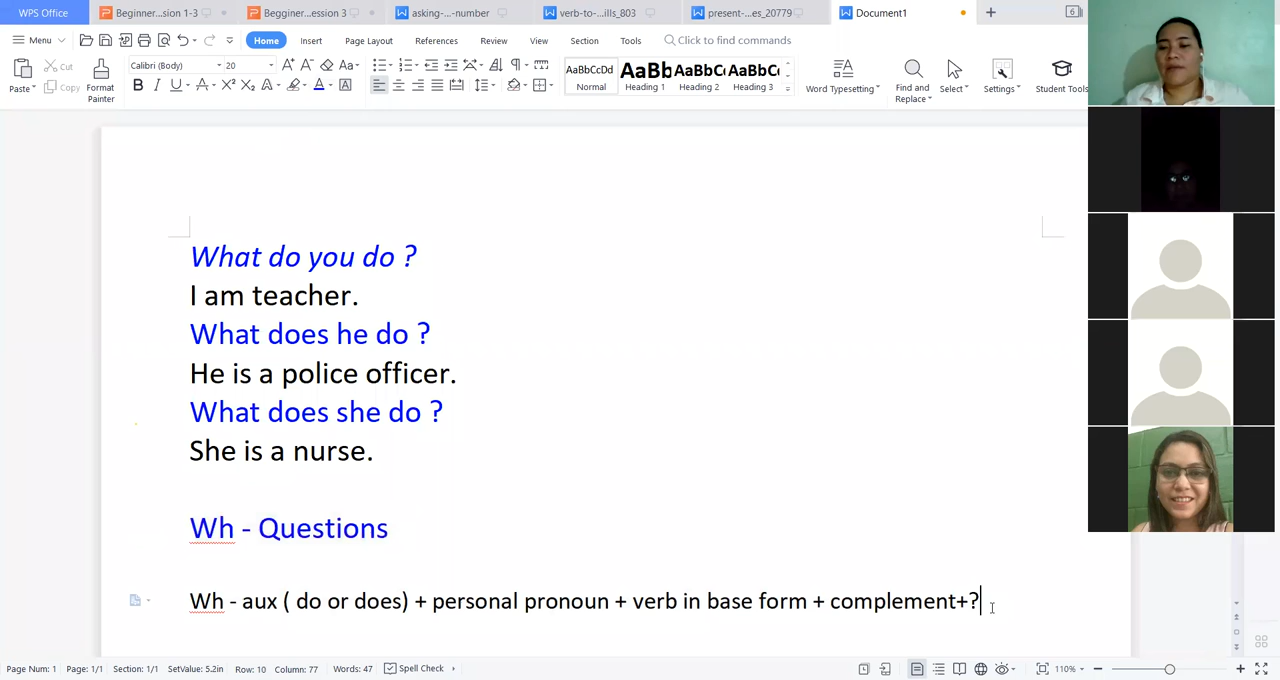 WPS Office
Beginner...sion 1-3
Begginer...ession 3
asking-...-number
verb-to-...ills_803
present-...es_20779
Document1
6
Menu
Home
Insert
Page Layout
References
Review
View
Section
Tools
Click to find commands
Paste
Cut
Copy
Format Painter
Calibri (Body)
20
AaBbCcDd
Normal
AaBb
Heading 1
AaBbCc
Heading 2
AaBbCc
Heading 3
Word Typesetting
Find and Replace
Select
Settings
Student Tools
What do you do ?
I am teacher.
What does he do ?
He is a police officer.
What does she do ?
She is a nurse.
Wh - Questions
Wh - aux ( do or does) + personal pronoun + verb in base form + complement+?
Page Num: 1
Page: 1/1
Section: 1/1
SetValue: 5.2in
Row: 10
Column: 77
Words: 47
Spell Check
110%